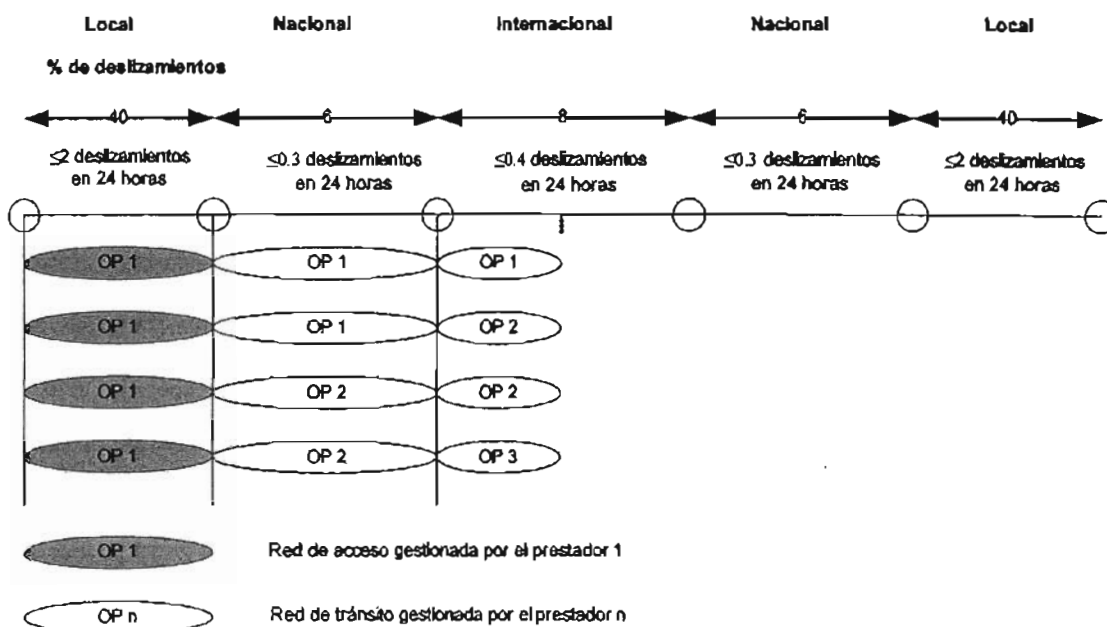 Local Nacional Internacional Nacional Local
% de deslizamientos
40 6 8 6 40
≤2 deslizamientos ≤0.3 deslizamientos ≤0.4 deslizamientos ≤0.3 deslizamientos ≤2 deslizamientos
en 24 horas en 24 horas en 24 horas en 24 horas en 24 horas
OP 1 OP 1 OP 1
OP 1 OP 1 OP 2
OP 1 OP 2 OP 2
OP 1 OP 2 OP 3
OP 1 Red de acceso gestionada por el prestador 1
OP n Red de tránsito gestionada por el prestador n